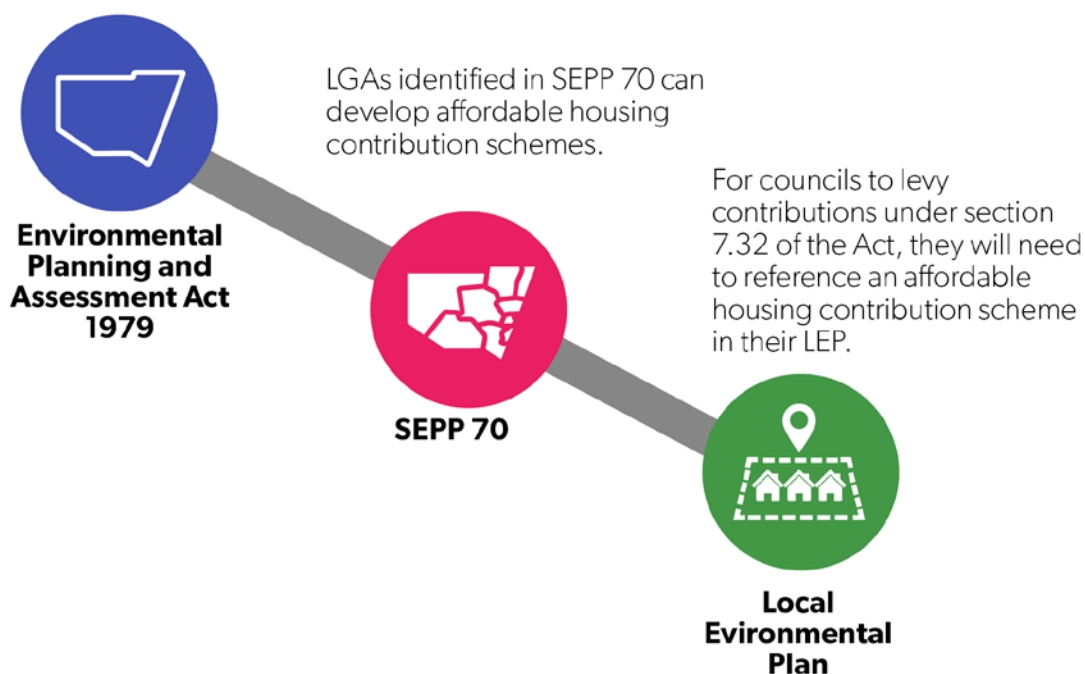 LGAs identified in SEPP 70 can
develop affordable housing
contribution schemes.
For councils to levy
contributions under section
7.32 of the Act, they will need
to reference an affordable
housing contribution scheme
in their LEP.
Environmental
Planning and
Assessment Act
1979
SEPP 70
Local
Evironmental
Plan